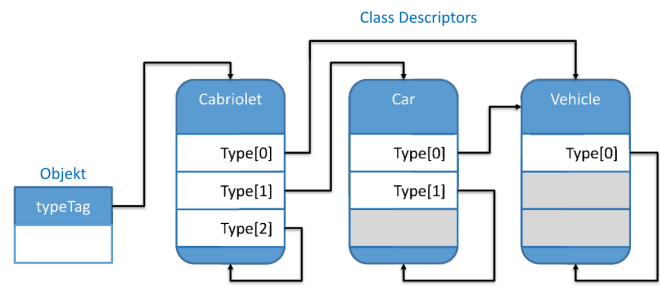 Class Descriptors
Cabriolet
Car
Vehicle
Type[0]
Type[0]
Type[0]
Objekt
typeTag
Type[1]
Type[1]
Type[2]